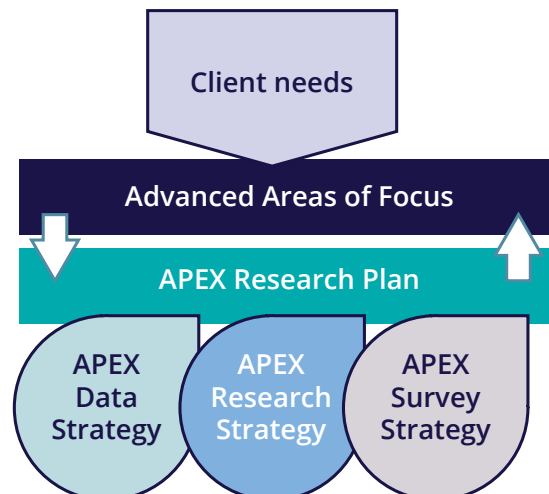 Client needs
Advanced Areas of Focus
APEX Research Plan
APEX
Data
Strategy
APEX
Research
Strategy
APEX
Survey
Strategy